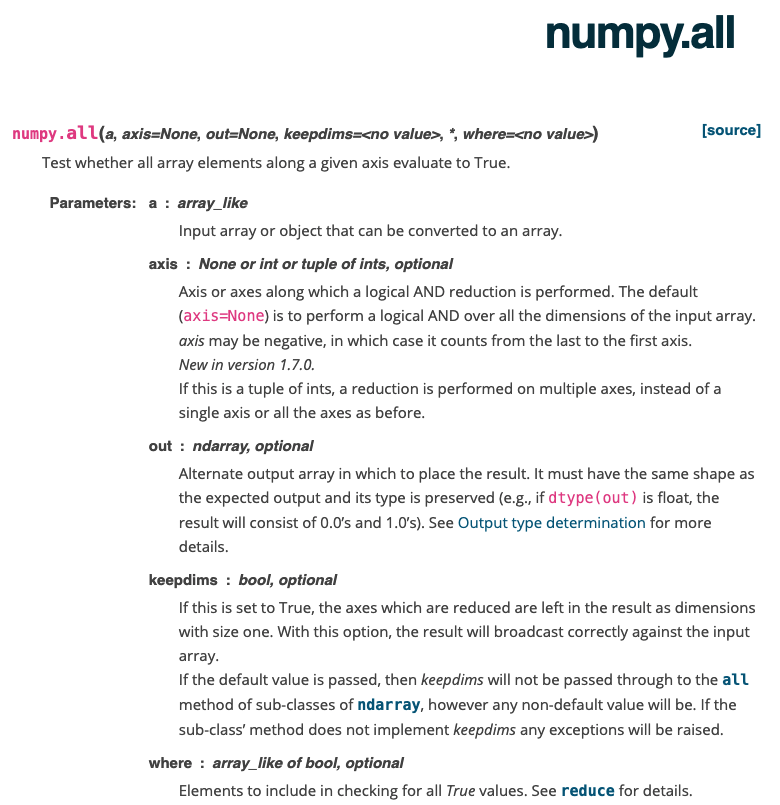 numpy.all
numpy.all(a, axis=None, out=None, keepdims=<no value>, *, where=<no value>) [source]
Test whether all array elements along a given axis evaluate to True.
Parameters: a : array_like
Input array or object that can be converted to an array.
axis : None or int or tuple of ints, optional
Axis or axes along which a logical AND reduction is performed. The default
(axis=None) is to perform a logical AND over all the dimensions of the input array.
axis may be negative, in which case it counts from the last to the first axis.
New in version 1.7.0.
If this is a tuple of ints, a reduction is performed on multiple axes, instead of a
single axis or all the axes as before.
out : ndarray, optional
Alternate output array in which to place the result. It must have the same shape as
the expected output and its type is preserved (e.g., if dtype(out) is float, the
result will consist of 0.0’s and 1.0’s). See Output type determination for more
details.
keepdims : bool, optional
If this is set to True, the axes which are reduced are left in the result as dimensions
with size one. With this option, the result will broadcast correctly against the input
array.
If the default value is passed, then keepdims will not be passed through to the all
method of sub-classes of ndarray, however any non-default value will be. If the
sub-class’ method does not implement keepdims any exceptions will be raised.
where : array_like of bool, optional
Elements to include in checking for all True values. See reduce for details.